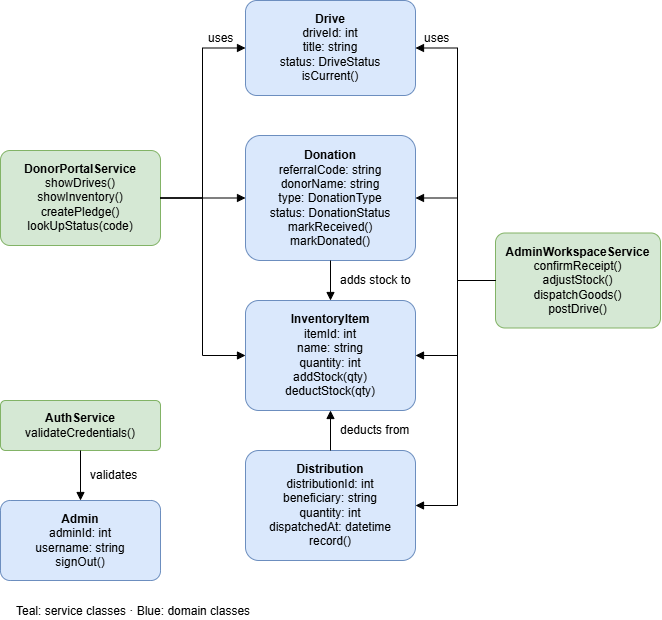 Drive
driveId: int
title: string
status: DriveStatus
isCurrent()
uses
uses
DonorPortalService
showDrives()
showInventory()
createPledge()
lookUpStatus(code)
Donation
referralCode: string
donorName: string
type: DonationType
status: DonationStatus
markReceived()
markDonated()
AdminWorkspaceService
confirmReceipt()
adjustStock()
dispatchGoods()
postDrive()
adds stock to
InventoryItem
itemId: int
name: string
quantity: int
addStock(qty)
deductStock(qty)
AuthService
validateCredentials()
deducts from
validates
Distribution
distributionId: int
beneficiary: string
quantity: int
dispatchedAt: datetime
record()
Admin
adminId: int
username: string
signOut()
Teal: service classes · Blue: domain classes